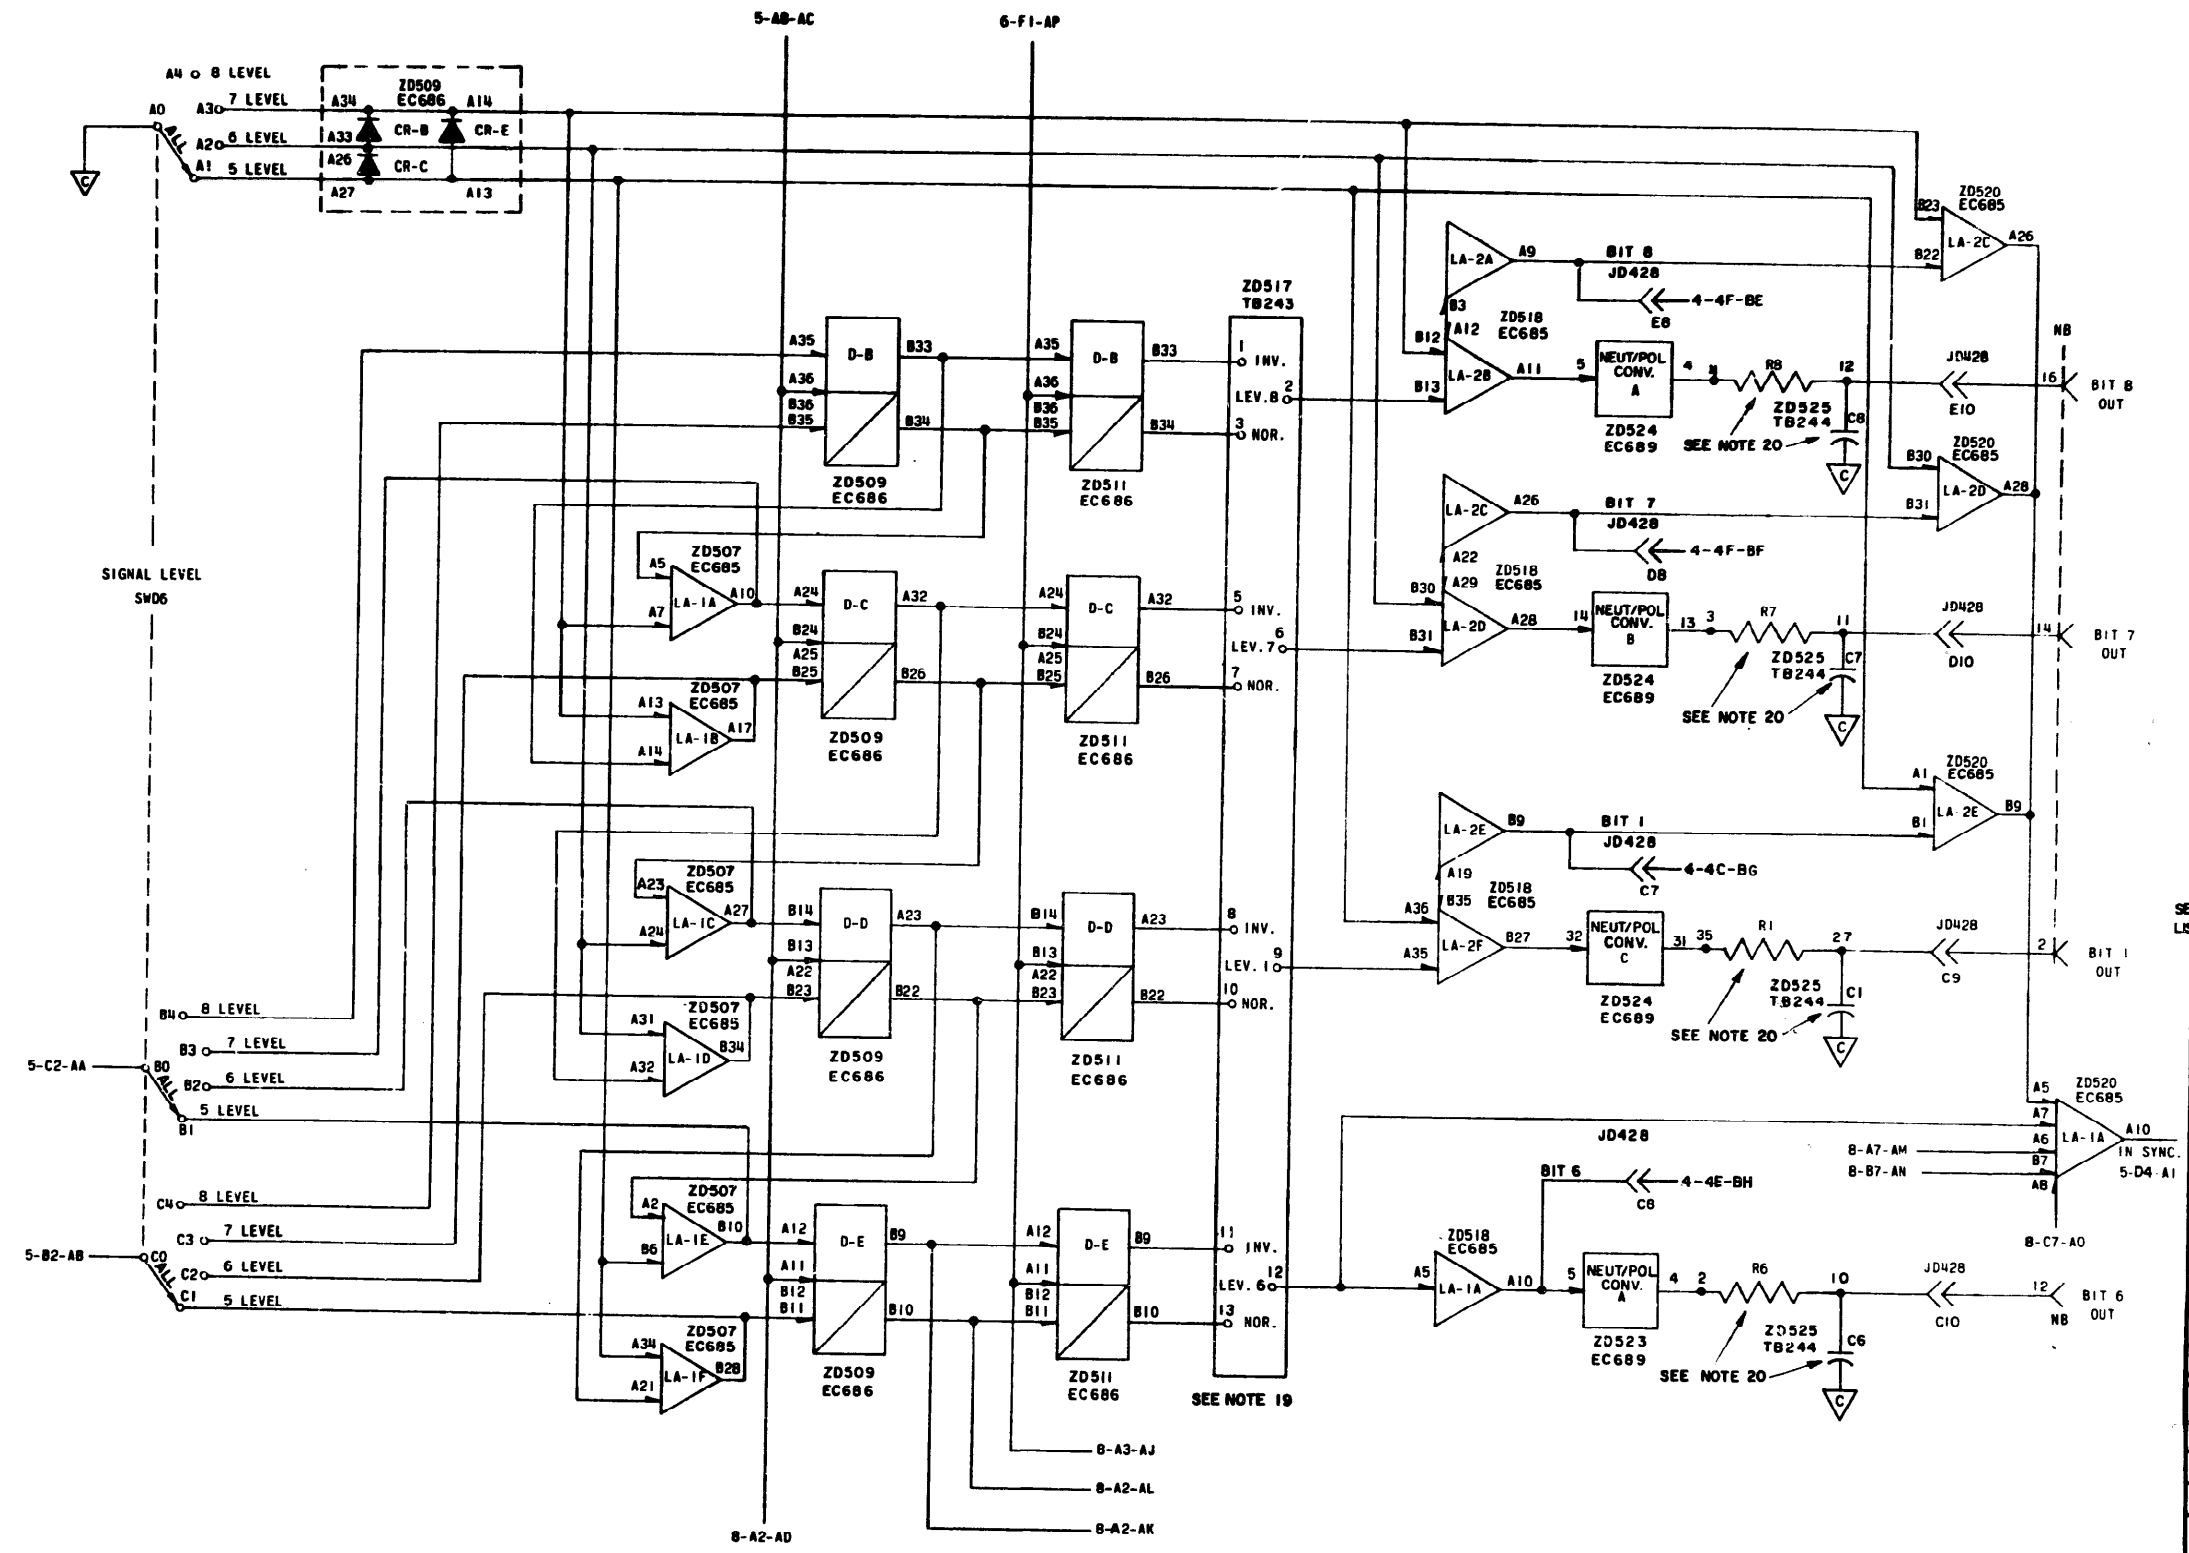 5-AB-AC
6-F1-AP
A4 8 LEVEL
A0 A3 7 LEVEL
ALL
A2 6 LEVEL
A1 5 LEVEL
C
ZD509
EC686
A34 A14
A33 CR-B CR-E
A26 CR-C
A27 A13
SIGNAL LEVEL
SWD6
B4 8 LEVEL
B3 7 LEVEL
5-C2-AA B0
ALL
B2 6 LEVEL
5 LEVEL
B1
C4 8 LEVEL
C3 7 LEVEL
5-B2-AB C0
ALL
C2 6 LEVEL
C1 5 LEVEL
A35 D-B B33
A36
B36
B35 B34
ZD509
EC686
A35 D-B B33
A36
B36
B35 B34
ZD511
EC686
ZD507
EC685
A5
LA-1A A10
A7
A24 D-C A32
B24
A25
B25 B26
ZD509
EC686
A24 D-C A32
B24
A25
B25 B26
ZD511
EC686
ZD507
EC685
A13
LA-1B A17
A14
ZD507
EC685
A23
LA-1C A27
A24
B14 D-D A23
B13
A22
B23 B22
ZD509
EC686
B14 D-D A23
B13
A22
B23 B22
ZD511
EC686
ZD507
EC685
A31
LA-1D B34
A32
ZD507
EC685
A2
LA-1E B10
B6
A12 D-E B9
A11
B12
B11 B10
ZD509
EC686
A12 D-E B9
A11
B12
B11 B10
ZD511
EC686
ZD507
EC685
A34
LA-1F B28
A21
8-A3-AJ
8-A2-AL
8-A2-AK
8-A2-AD
ZD517
TB243
1
INV.
2
LEV.8
3
NOR.
5
INV.
6
LEV.7
7
NOR.
8
INV.
9
LEV.1
10
NOR.
11
INV.
12
LEV.6
13
NOR.
SEE NOTE 19
LA-2A A9 BIT 8
JD428
4-4F-BE
E8
B3
A12
ZD518
EC685
B12
LA-2B A11
B13
5 NEUT/POL
CONV.
A
4
ZD524
EC689
R8 12
ZD525
TB244
C8
SEE NOTE 20
C
JD428
E10
NB
16 BIT 8
OUT
LA-2C A26 BIT 7
JD428
4-4F-BF
D8
A22
A29
ZD518
EC685
B30
LA-2D A28
B31
14 NEUT/POL
CONV.
B
13 3
ZD524
EC689
R7 11
ZD525
TB244
C7
SEE NOTE 20
C
JD428
D10
14 BIT 7
OUT
LA-2E B9 BIT 1
JD428
4-4C-BG
C7
A19
B35
ZD518
EC685
A36
LA-2F B27
A35
32 NEUT/POL
CONV.
C
31 35
ZD524
EC689
R1 27
ZD525
TB244
C1
SEE NOTE 20
C
JD428
C9
2 BIT 1
OUT
JD428
BIT 6
4-4E-BH
C8
ZD518
EC685
A5
LA-1A A10
5 NEUT/POL
CONV.
A
4 2
ZD523
EC689
R6 10
ZD525
TB244
C6
SEE NOTE 20
C
JD428
C10
12
NB
BIT 6
OUT
ZD520
EC685
B23
LA-2C A26
B22
ZD520
EC685
B30
LA-2D A28
B31
ZD520
EC685
A1
LA-2E B9
B1
ZD520
EC685
A5
A7
8-A7-AM A6
LA-1A A10
8-B7-AN B7
A8
IN SYNC.
5-D4-A1
8-C7-AO